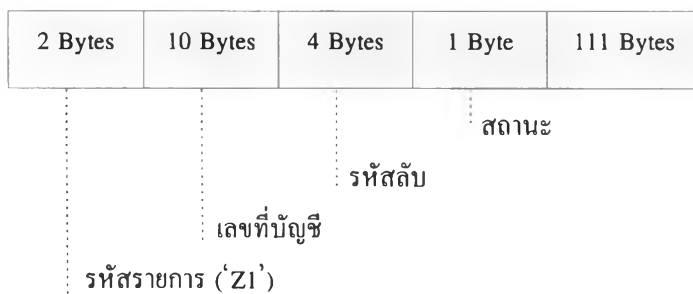 2 Bytes 10 Bytes 4 Bytes 1 Byte 111 Bytes
สถานะ
รหัสลับ
เลขที่บัญชี
รหัสรายการ (‘Z1’)